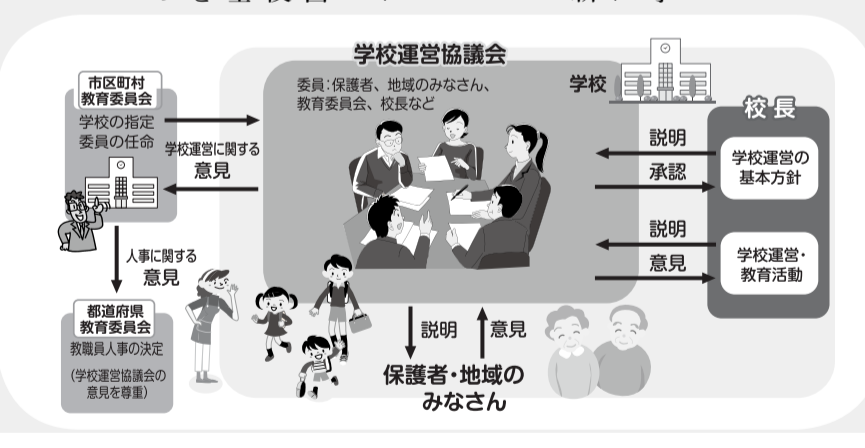 学校運営協議会
委員:保護者、地域のみなさん、
教育委員会、校長など
学校
市区町村
教育委員会
学校の指定
委員の任命
学校運営に関する
意見
人事に関する
意見
都道府県
教育委員会
教職員人事の決定
(学校運営協議会の
意見を尊重)
校長
説明
承認
学校運営の
基本方針
説明
意見
学校運営・
教育活動
説明
意見
保護者・地域の
みなさん